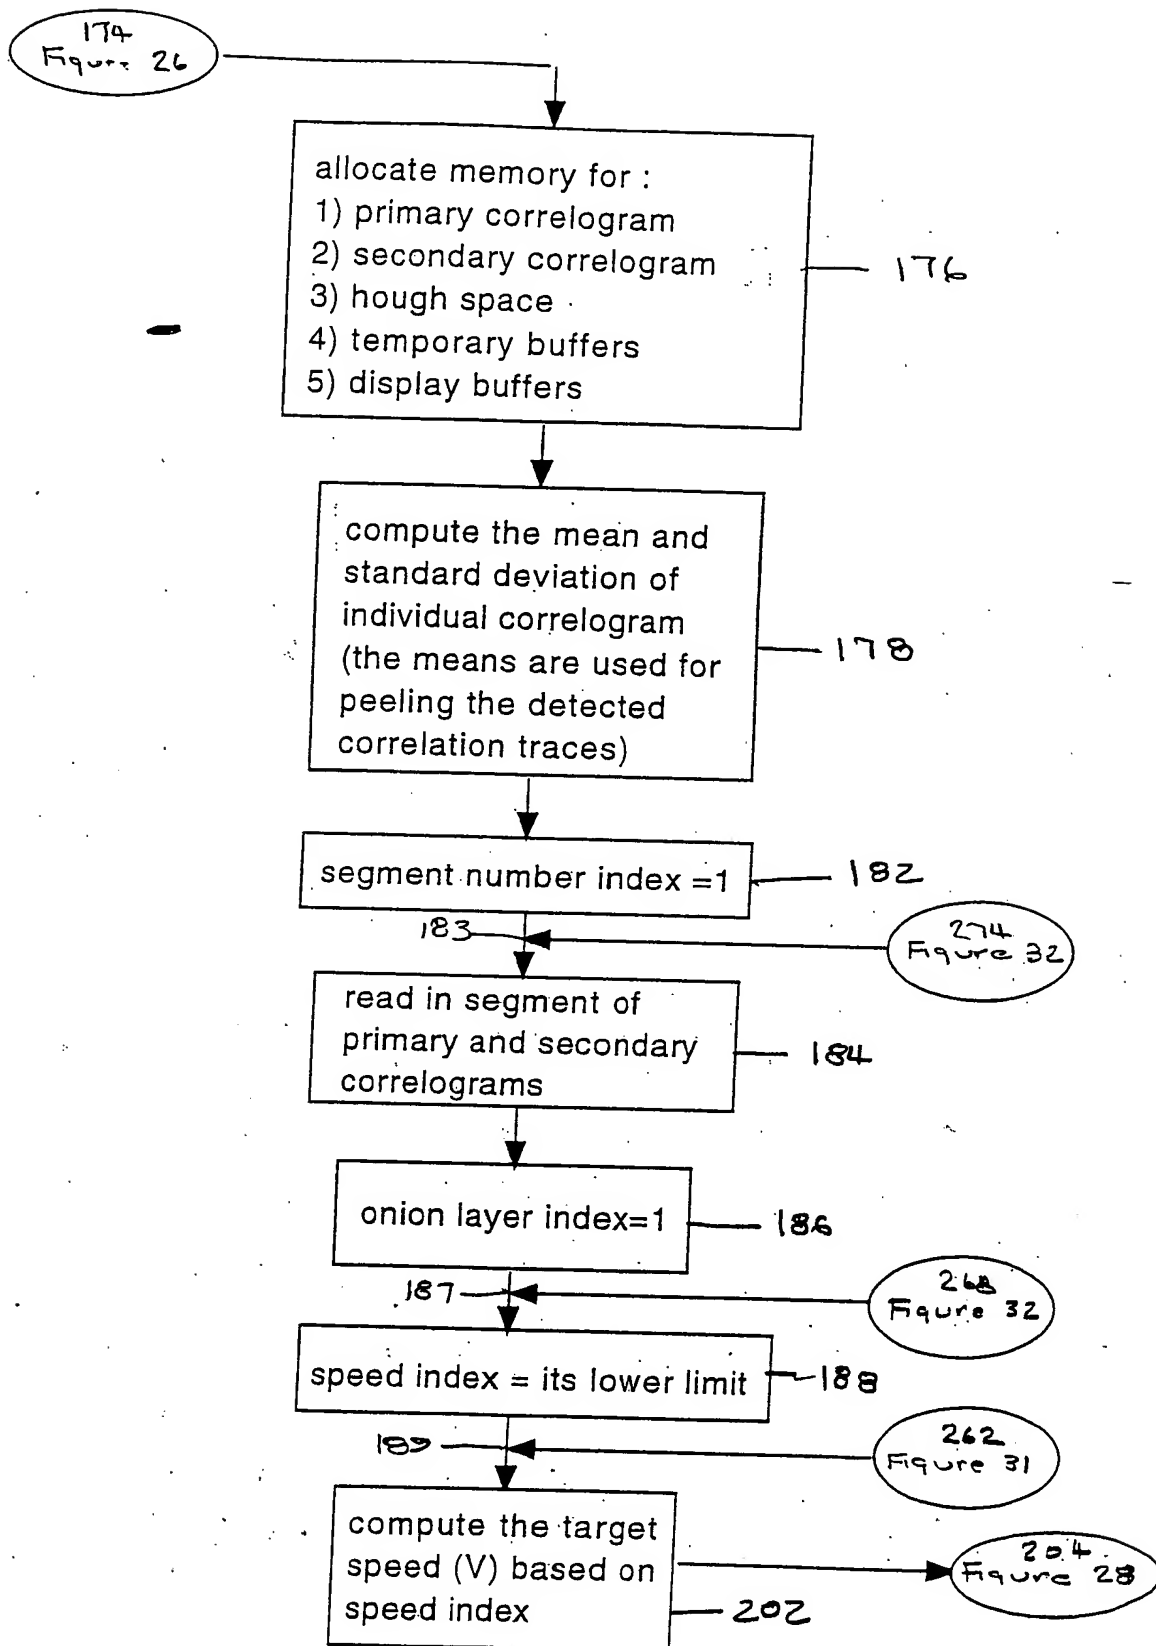 174
Figure 26
allocate memory for :
1) primary correlogram
2) secondary correlogram
3) hough space
4) temporary buffers
5) display buffers
176
compute the mean and
standard deviation of
individual correlogram
(the means are used for
peeling the detected
correlation traces)
178
segment number index =1
182
183
274
Figure 32
read in segment of
primary and secondary
correlograms
184
onion layer index=1
186
187
268
Figure 32
speed index = its lower limit
188
189
262
Figure 31
compute the target
speed (V) based on
speed index
204
Figure 28
202